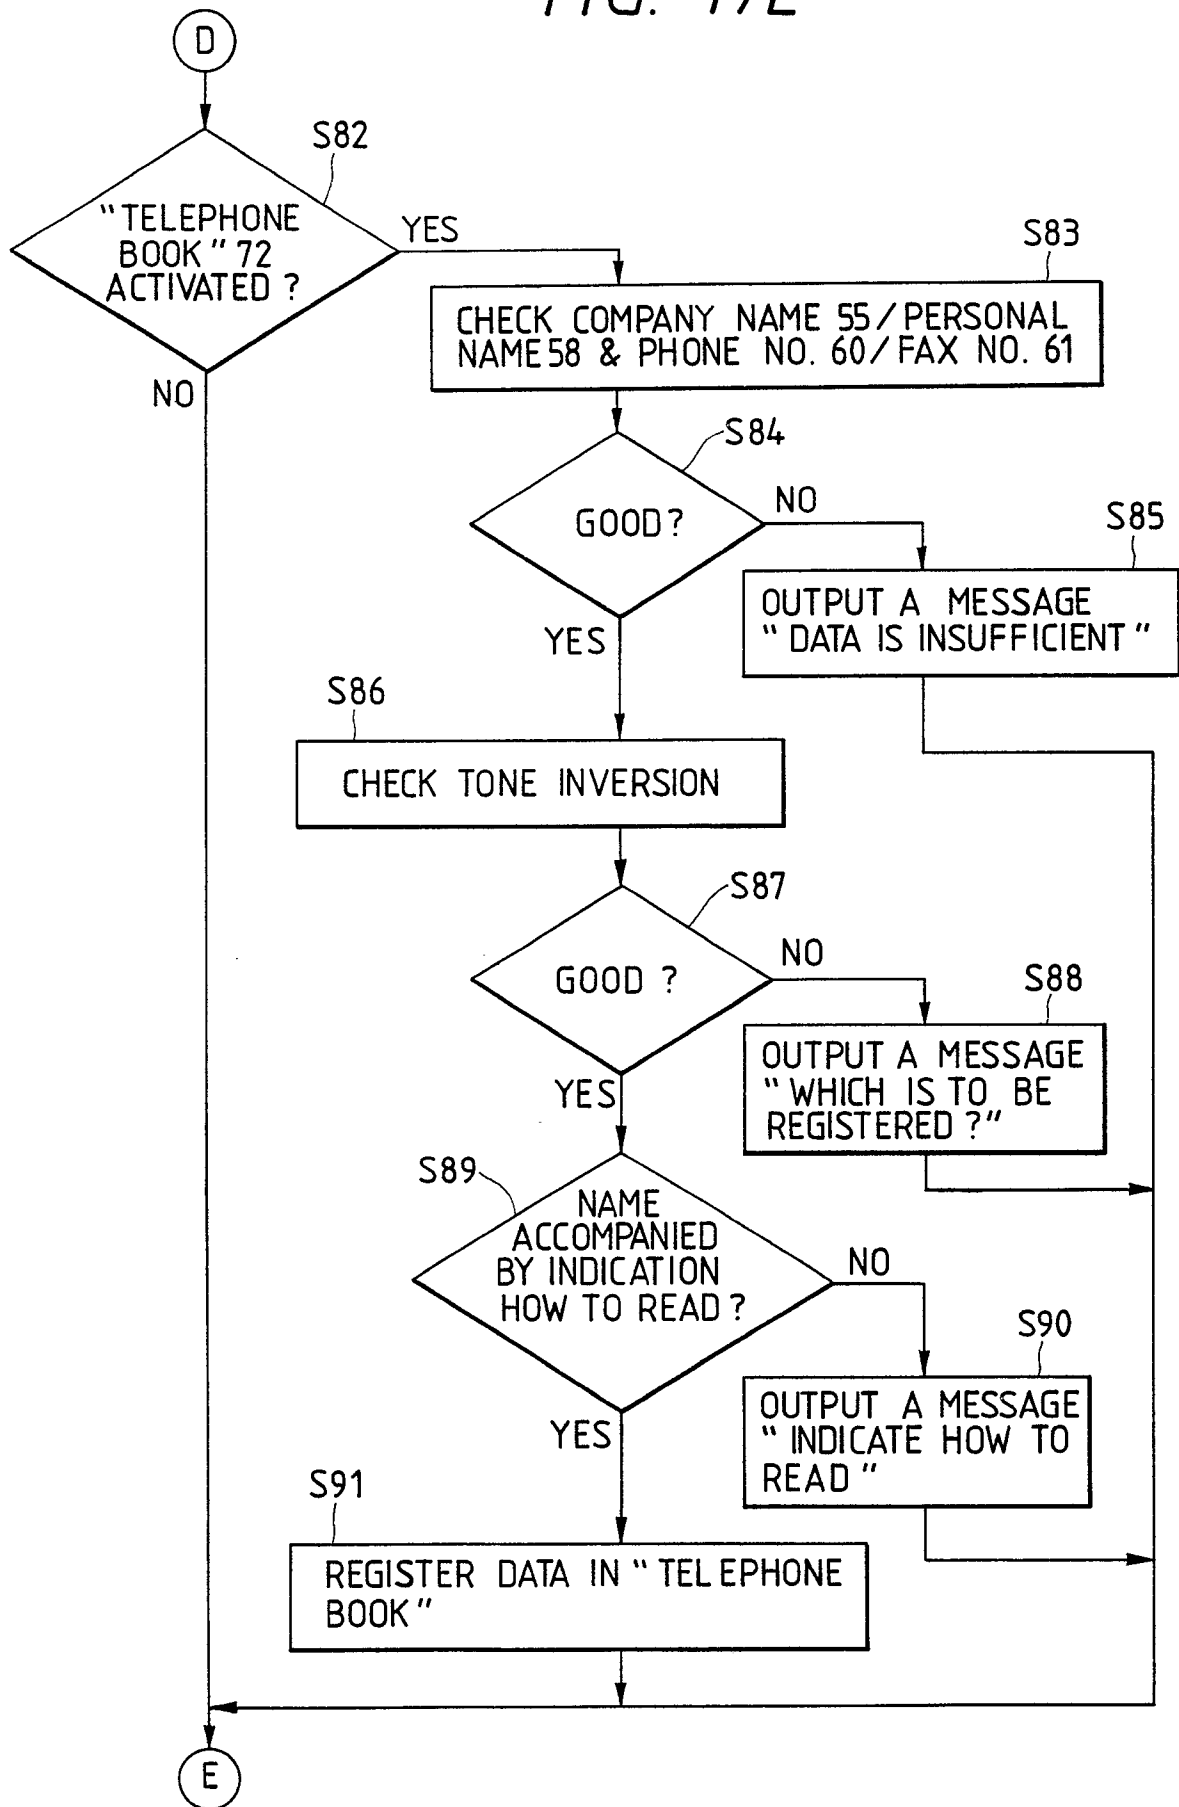 D
S82
"TELEPHONE
BOOK" 72
ACTIVATED ?
YES
NO
S83
CHECK COMPANY NAME 55/PERSONAL
NAME58 & PHONE NO. 60/FAX NO. 61
S84
GOOD?
NO
YES
S85
OUTPUT A MESSAGE
"DATA IS INSUFFICIENT"
S86
CHECK TONE INVERSION
S87
GOOD ?
NO
YES
S88
OUTPUT A MESSAGE
"WHICH IS TO BE
REGISTERED ?"
S89
NAME
ACCOMPANIED
BY INDICATION
HOW TO READ ?
NO
YES
S90
OUTPUT A MESSAGE
"INDICATE HOW TO
READ"
S91
REGISTER DATA IN "TELEPHONE
BOOK"
E